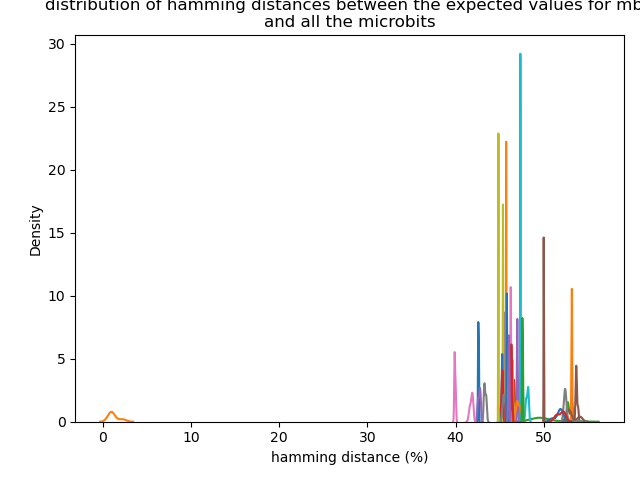 distribution of hamming distances between the expected values for
and all the microbits
30
25
20
15
10
5
0
Density
0 10 20 30 40 50
hamming distance (%)